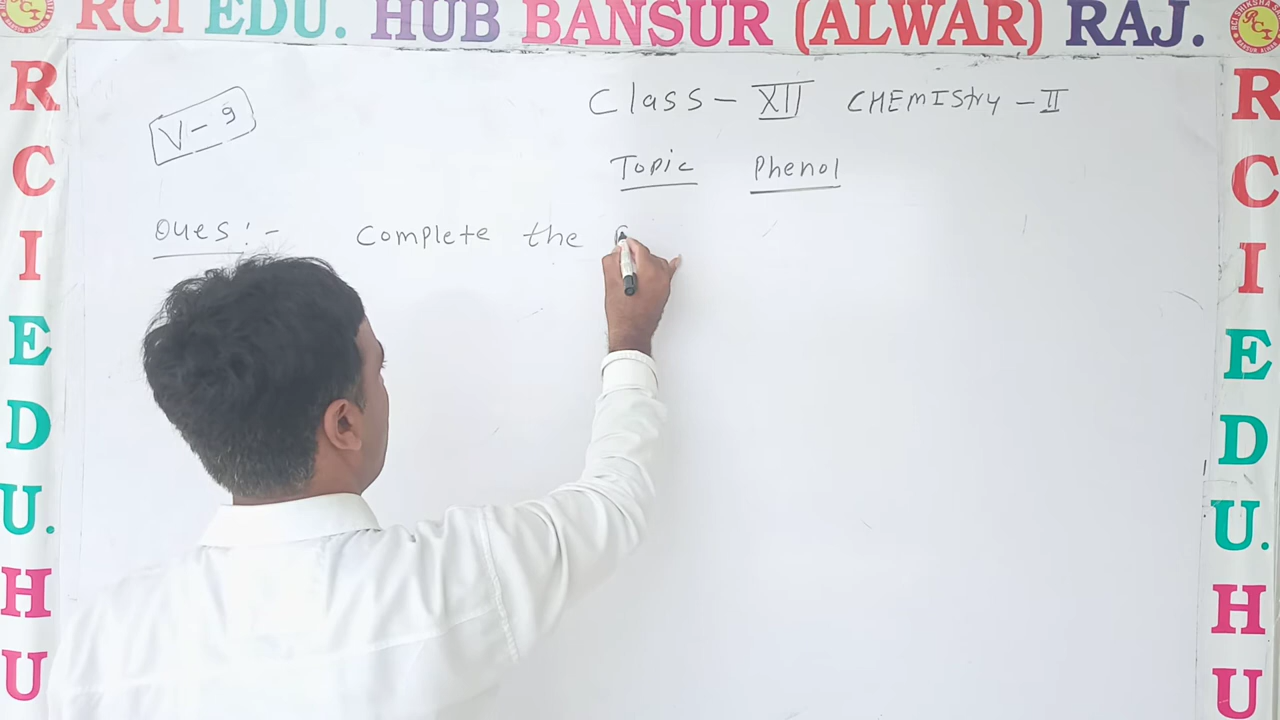 RCI EDU. HUB BANSUR (ALWAR) RAJ.
V-9
Class - XII CHEMIStry - II
Topic Phenol
Ques:- Complete the
R
C
I
E
D
U.
H
U
R
C
I
E
D
U.
H
U